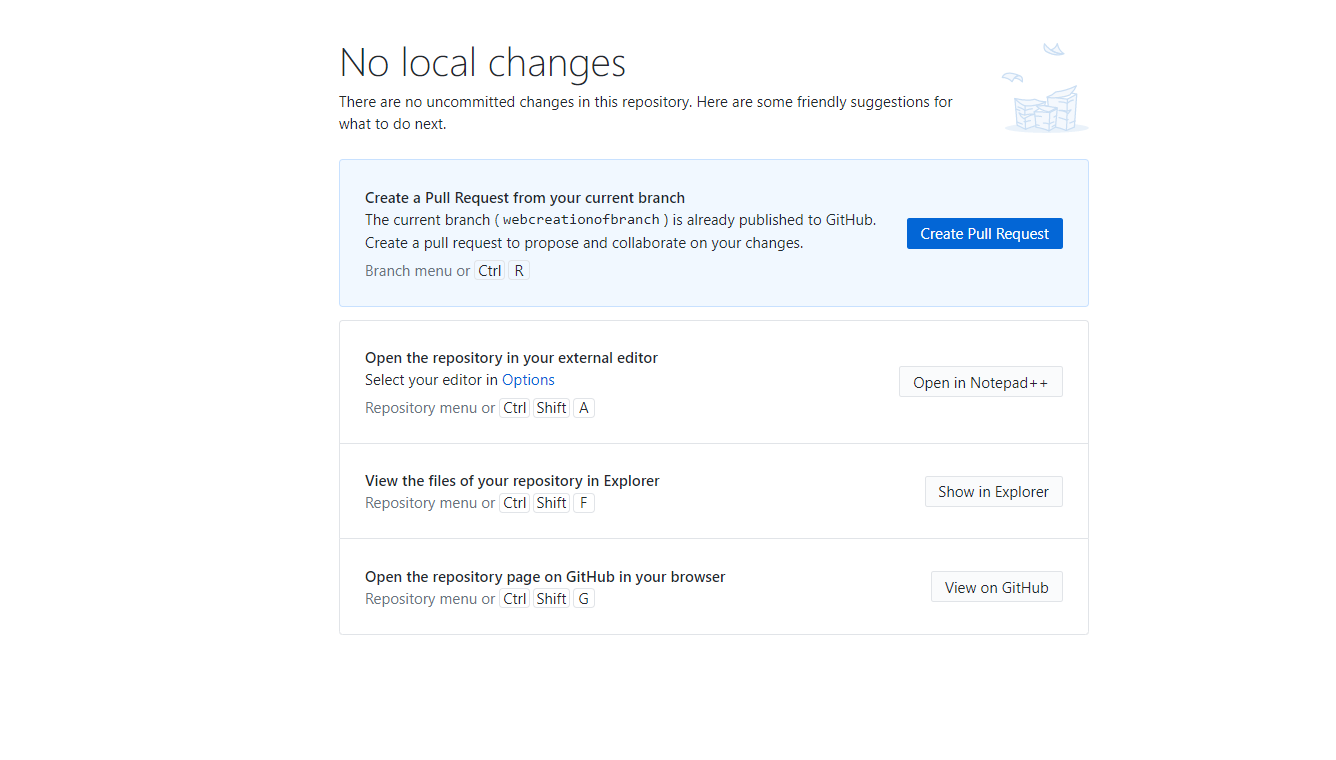 No local changes
There are no uncommitted changes in this repository. Here are some friendly suggestions for
what to do next.
Create a Pull Request from your current branch
The current branch ( webcreationofbranch ) is already published to GitHub.
Create a pull request to propose and collaborate on your changes.
Branch menu or Ctrl R
Create Pull Request
Open the repository in your external editor
Select your editor in Options
Repository menu or Ctrl Shift A
Open in Notepad++
View the files of your repository in Explorer
Repository menu or Ctrl Shift F
Show in Explorer
Open the repository page on GitHub in your browser
Repository menu or Ctrl Shift G
View on GitHub